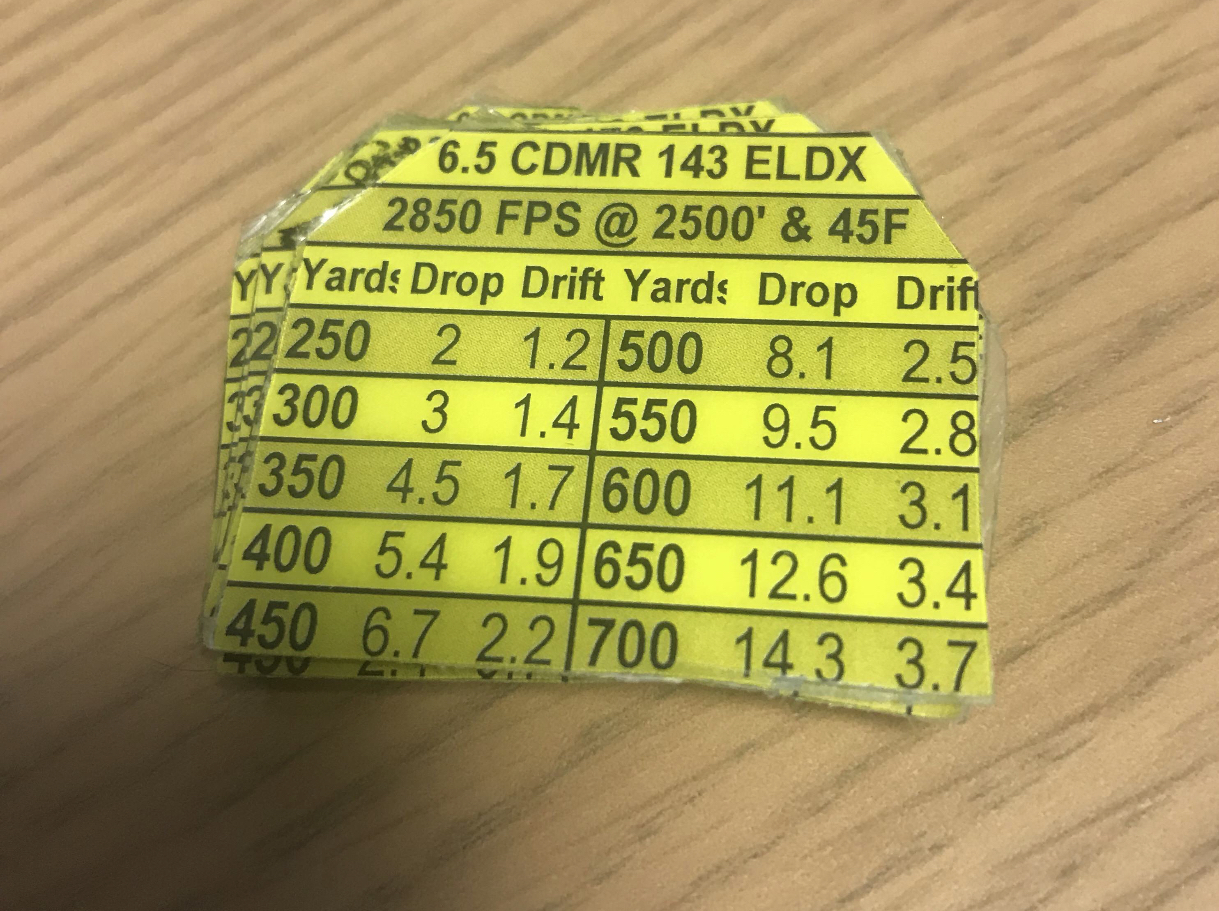 6.5 CDMR 143 ELDX
2850 FPS @ 2500' & 45F
Yards Drop Drift Yards Drop Drift
250 2 1.2 500 8.1 2.5
300 3 1.4 550 9.5 2.8
350 4.5 1.7 600 11.1 3.1
400 5.4 1.9 650 12.6 3.4
450 6.7 2.2 700 14.3 3.7